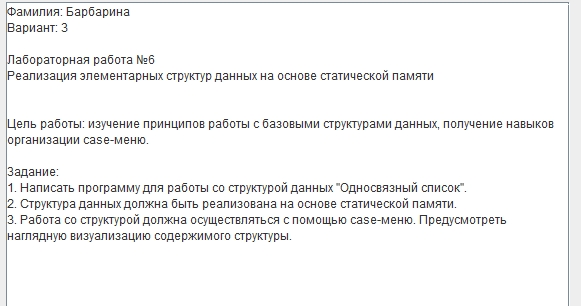 Фамилия: Барбарина
Вариант: 3
Лабораторная работа №6
Реализация элементарных структур данных на основе статической памяти
Цель работы: изучение принципов работы с базовыми структурами данных, получение навыков
организации case-меню.
Задание:
1. Написать программу для работы со структурой данных "Односвязный список".
2. Структура данных должна быть реализована на основе статической памяти.
3. Работа со структурой должна осуществляться с помощью case-меню. Предусмотреть
наглядную визуализацию содержимого структуры.